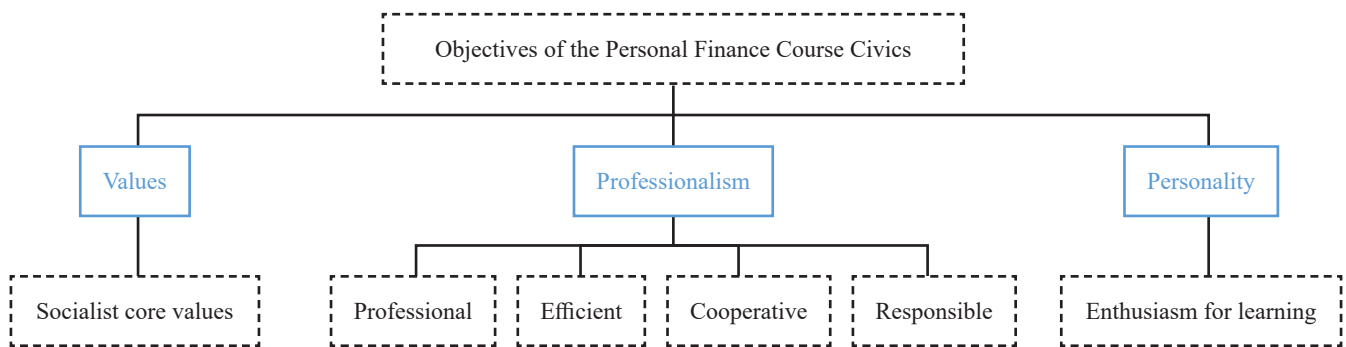 Objectives of the Personal Finance Course Civics
Values
Professionalism
Personality
Socialist core values
Professional
Efficient
Cooperative
Responsible
Enthusiasm for learning